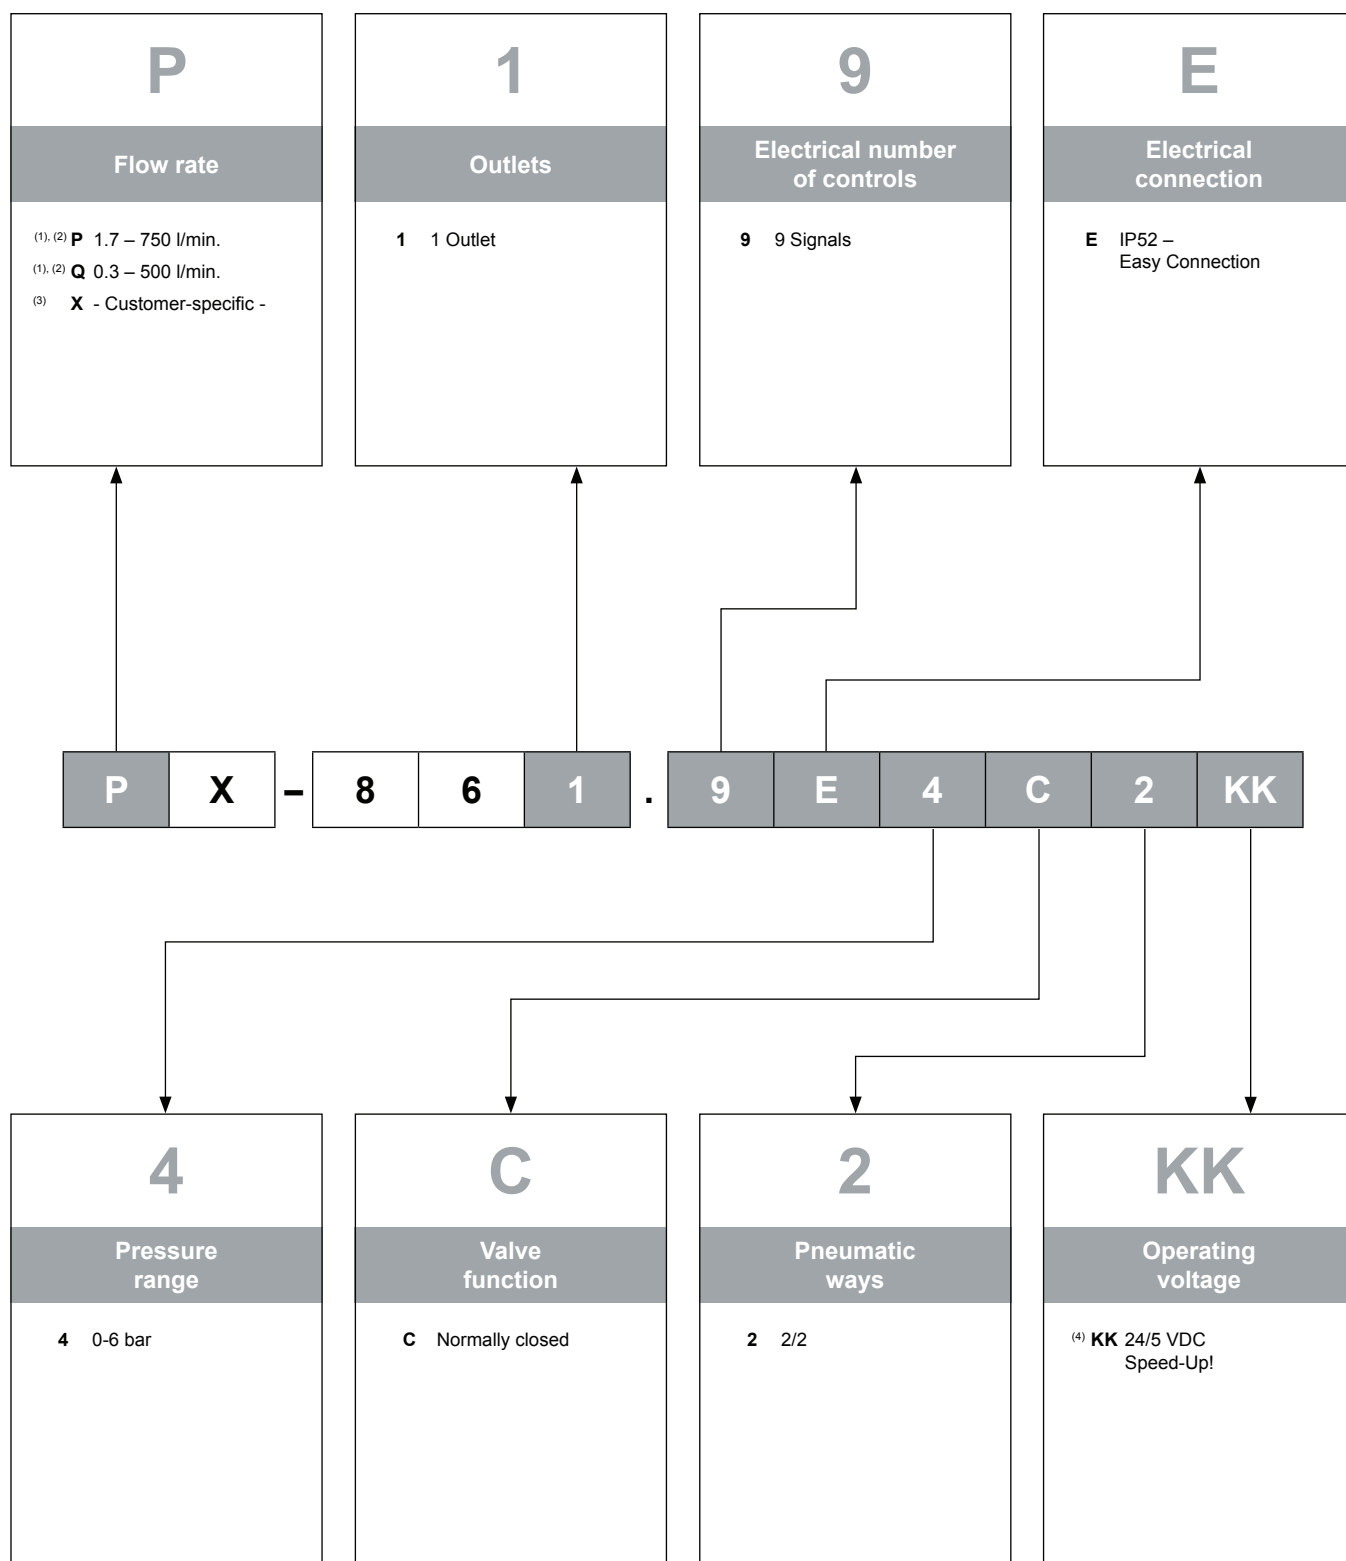 P
1
9
E
Flow rate
Outlets
Electrical number
of controls
Electrical
connection
(1), (2) P 1.7 – 750 l/min.
(1), (2) Q 0.3 – 500 l/min.
(3) X - Customer-specific -
1 1 Outlet
9 9 Signals
E IP52 –
Easy Connection
P X – 8 6 1 . 9 E 4 C 2 KK
4
C
2
KK
Pressure
range
Valve
function
Pneumatic
ways
Operating
voltage
4 0-6 bar
C Normally closed
2 2/2
(4) KK 24/5 VDC
Speed-Up!